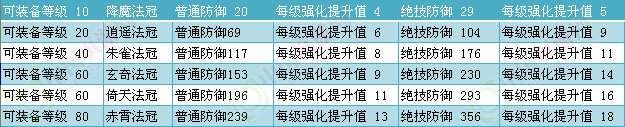 可装备等级 10 降魔法冠 普通防御 20 每级强化提升值 4 绝技防御 29 每级强化提升值 5
可装备等级 20 逍遥法冠 普通防御69 每级强化提升值 6 绝技防御 104 每级强化提升值 9
可装备等级 40 朱雀法冠 普通防御117 每级强化提升值 8 绝技防御 176 每级强化提升值 11
可装备等级 60 玄奇法冠 普通防御153 每级强化提升值 9 绝技防御 230 每级强化提升值 14
可装备等级 60 倚天法冠 普通防御196 每级强化提升值 11 绝技防御 293 每级强化提升值 16
可装备等级 80 赤霄法冠 普通防御239 每级强化提升值 13 绝技防御 356 每级强化提升值 18